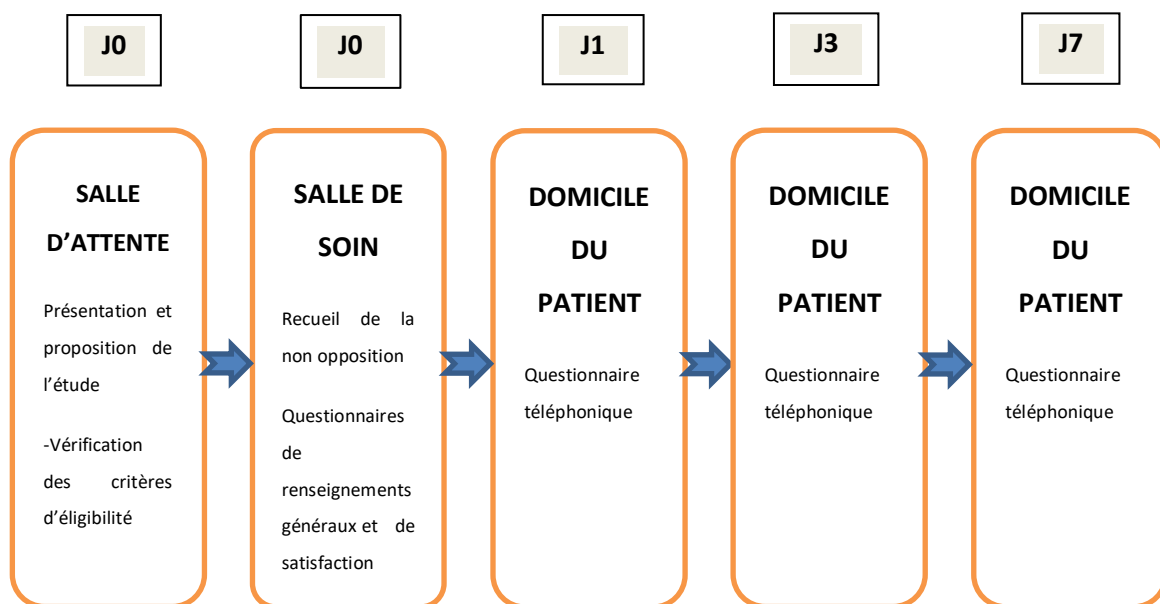 J0
J0
J1
J3
J7
SALLE
D’ATTENTE
Présentation et
proposition de
l’étude
-Vérification
des critères
d’éligibilité
SALLE DE
SOIN
Recueil de la
non opposition
Questionnaires
de
renseignements
généraux et de
satisfaction
DOMICILE
DU
PATIENT
Questionnaire
téléphonique
DOMICILE
DU
PATIENT
Questionnaire
téléphonique
DOMICILE
DU
PATIENT
Questionnaire
téléphonique